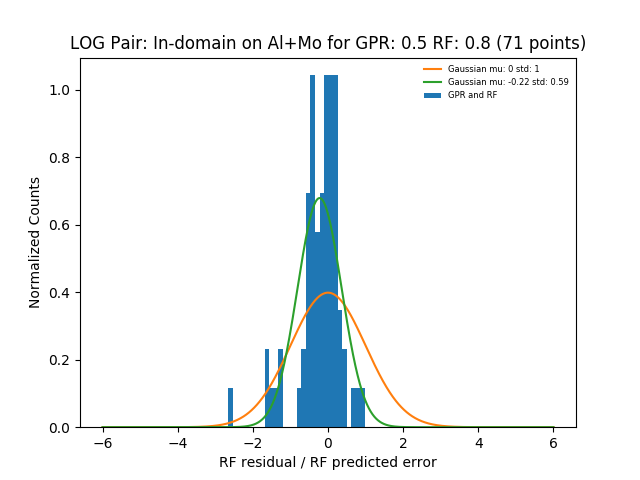 LOG Pair: In-domain on Al+Mo for GPR: 0.5 RF: 0.8 (71 points)
Gaussian mu: 0 std: 1
Gaussian mu: -0.22 std: 0.59
GPR and RF
Normalized Counts
1.0
0.8
0.6
0.4
0.2
0.0
−6 −4 −2 0 2 4 6
RF residual / RF predicted error